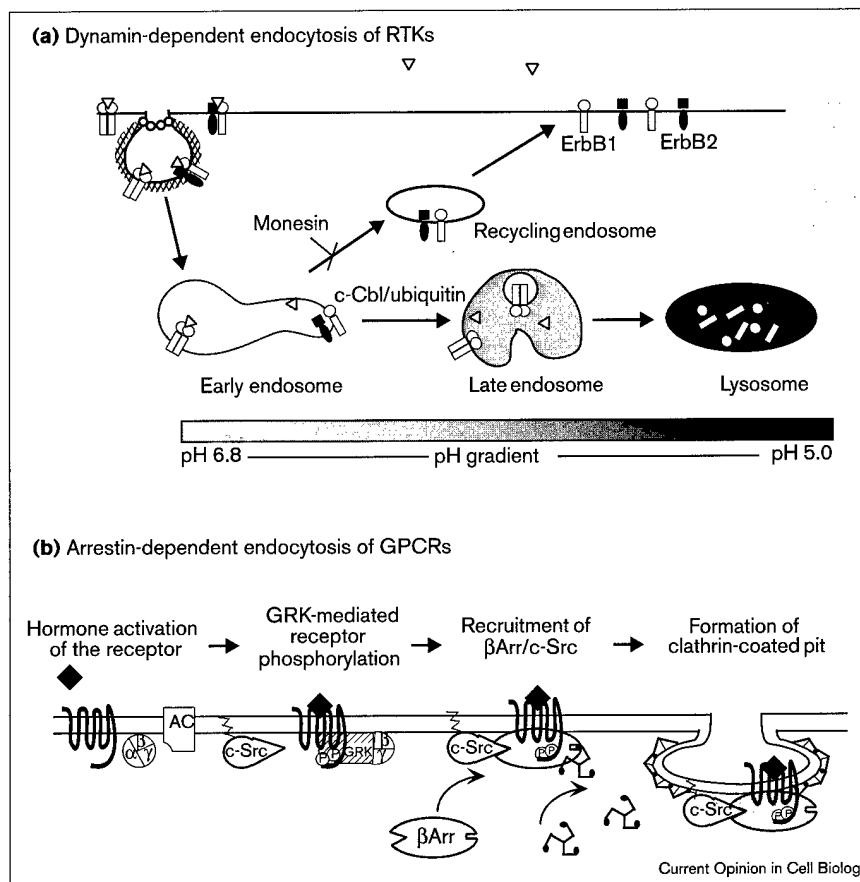 (a) Dynamin-dependent endocytosis of RTKs
ErbB1 ErbB2
Monesin
Recycling endosome
c-Cbl/ubiquitin
Early endosome Late endosome Lysosome
pH 6.8 pH gradient pH 5.0
(b) Arrestin-dependent endocytosis of GPCRs
Hormone activation
of the receptor
GRK-mediated
receptor
phosphorylation
Recruitment of
βArr/c-Src
Formation of
clathrin-coated pit
α β γ
AC
c-Src
P P GRK β γ
c-Src
P P
c-Src
P P
βArr
Current Opinion in Cell Biolog